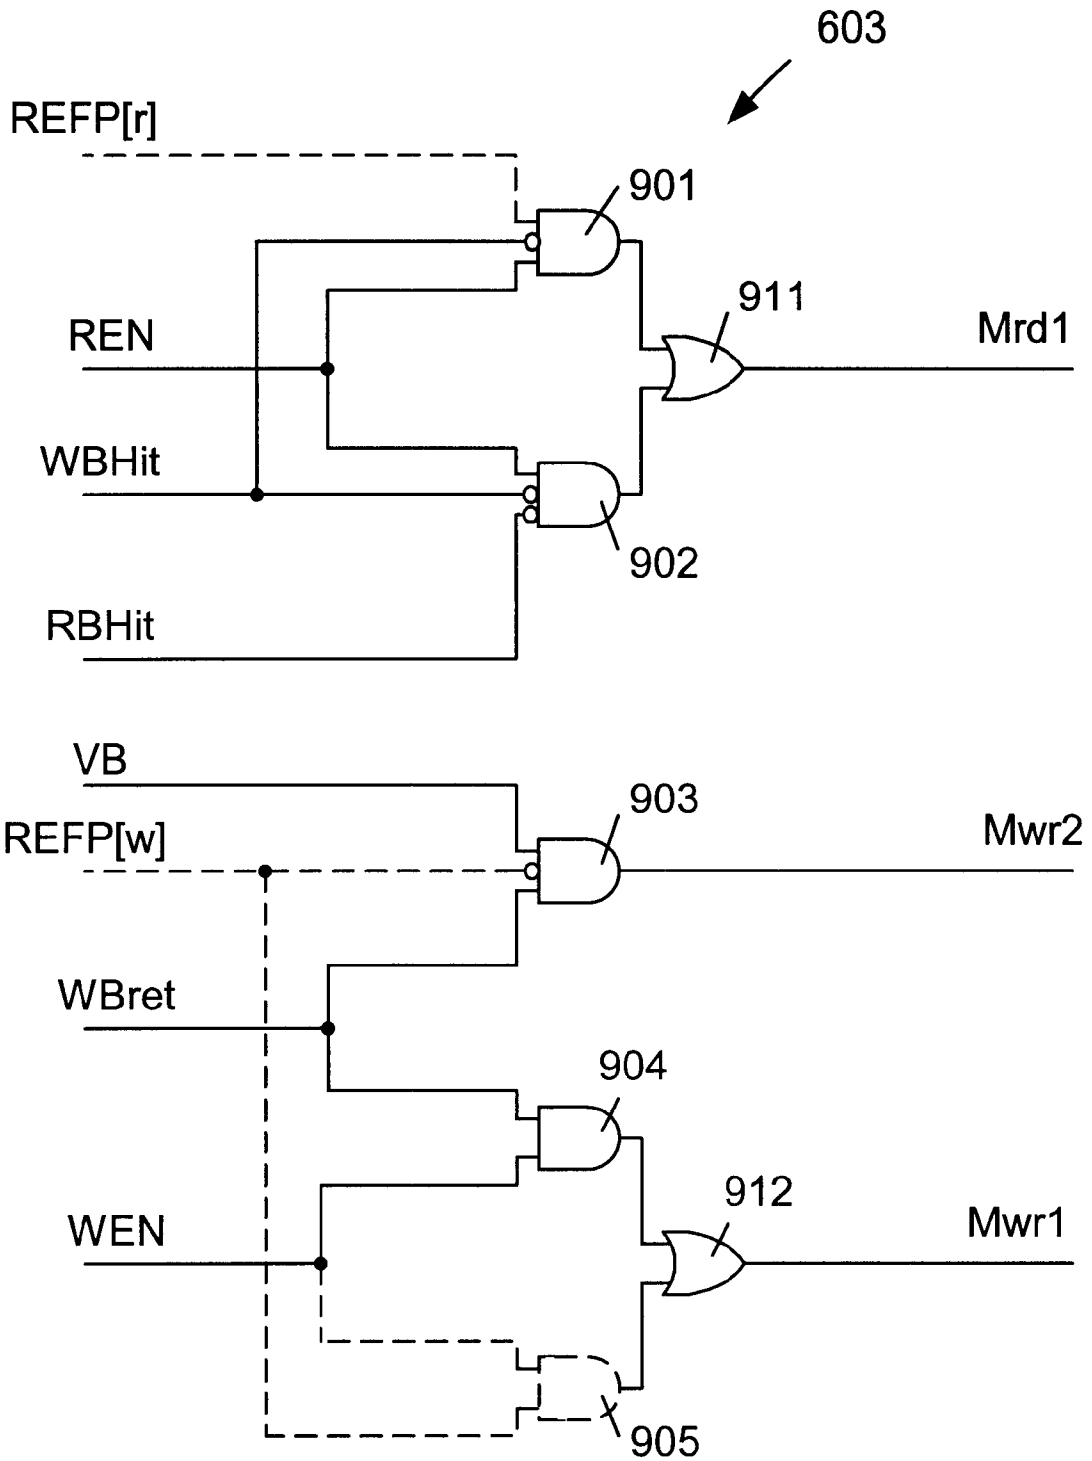 603
REFP[r]
901
911
REN
Mrd1
WBHit
902
RBHit
VB
903
REFP[w]
Mwr2
WBret
904
912
WEN
Mwr1
905